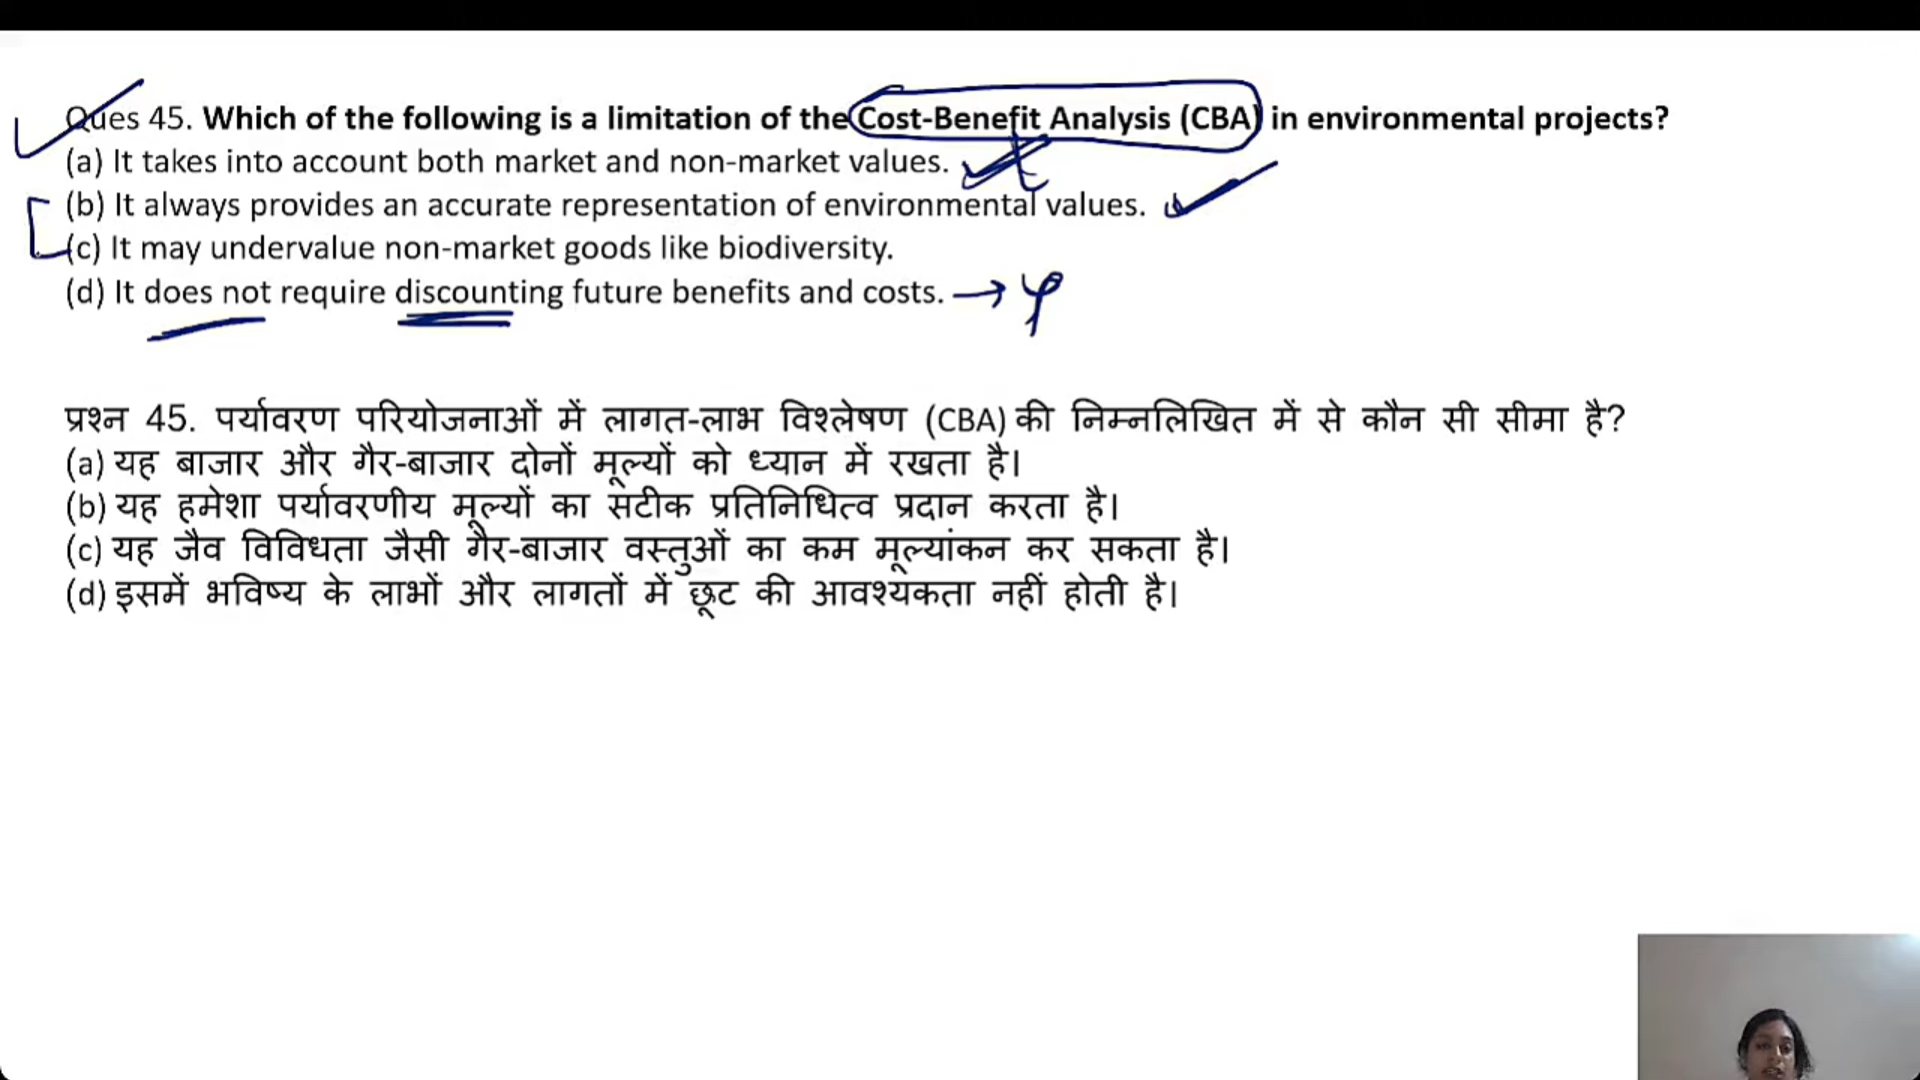 Ques 45. Which of the following is a limitation of the Cost-Benefit Analysis (CBA) in environmental projects?
(a) It takes into account both market and non-market values.
(b) It always provides an accurate representation of environmental values.
(c) It may undervalue non-market goods like biodiversity.
(d) It does not require discounting future benefits and costs.
प्रश्न 45. पर्यावरण परियोजनाओं में लागत-लाभ विश्लेषण (CBA) की निम्नलिखित में से कौन सी सीमा है?
(a) यह बाजार और गैर-बाजार दोनों मूल्यों को ध्यान में रखता है।
(b) यह हमेशा पर्यावरणीय मूल्यों का सटीक प्रतिनिधित्व प्रदान करता है।
(c) यह जैव विविधता जैसी गैर-बाजार वस्तुओं का कम मूल्यांकन कर सकता है।
(d) इसमें भविष्य के लाभों और लागतों में छूट की आवश्यकता नहीं होती है।